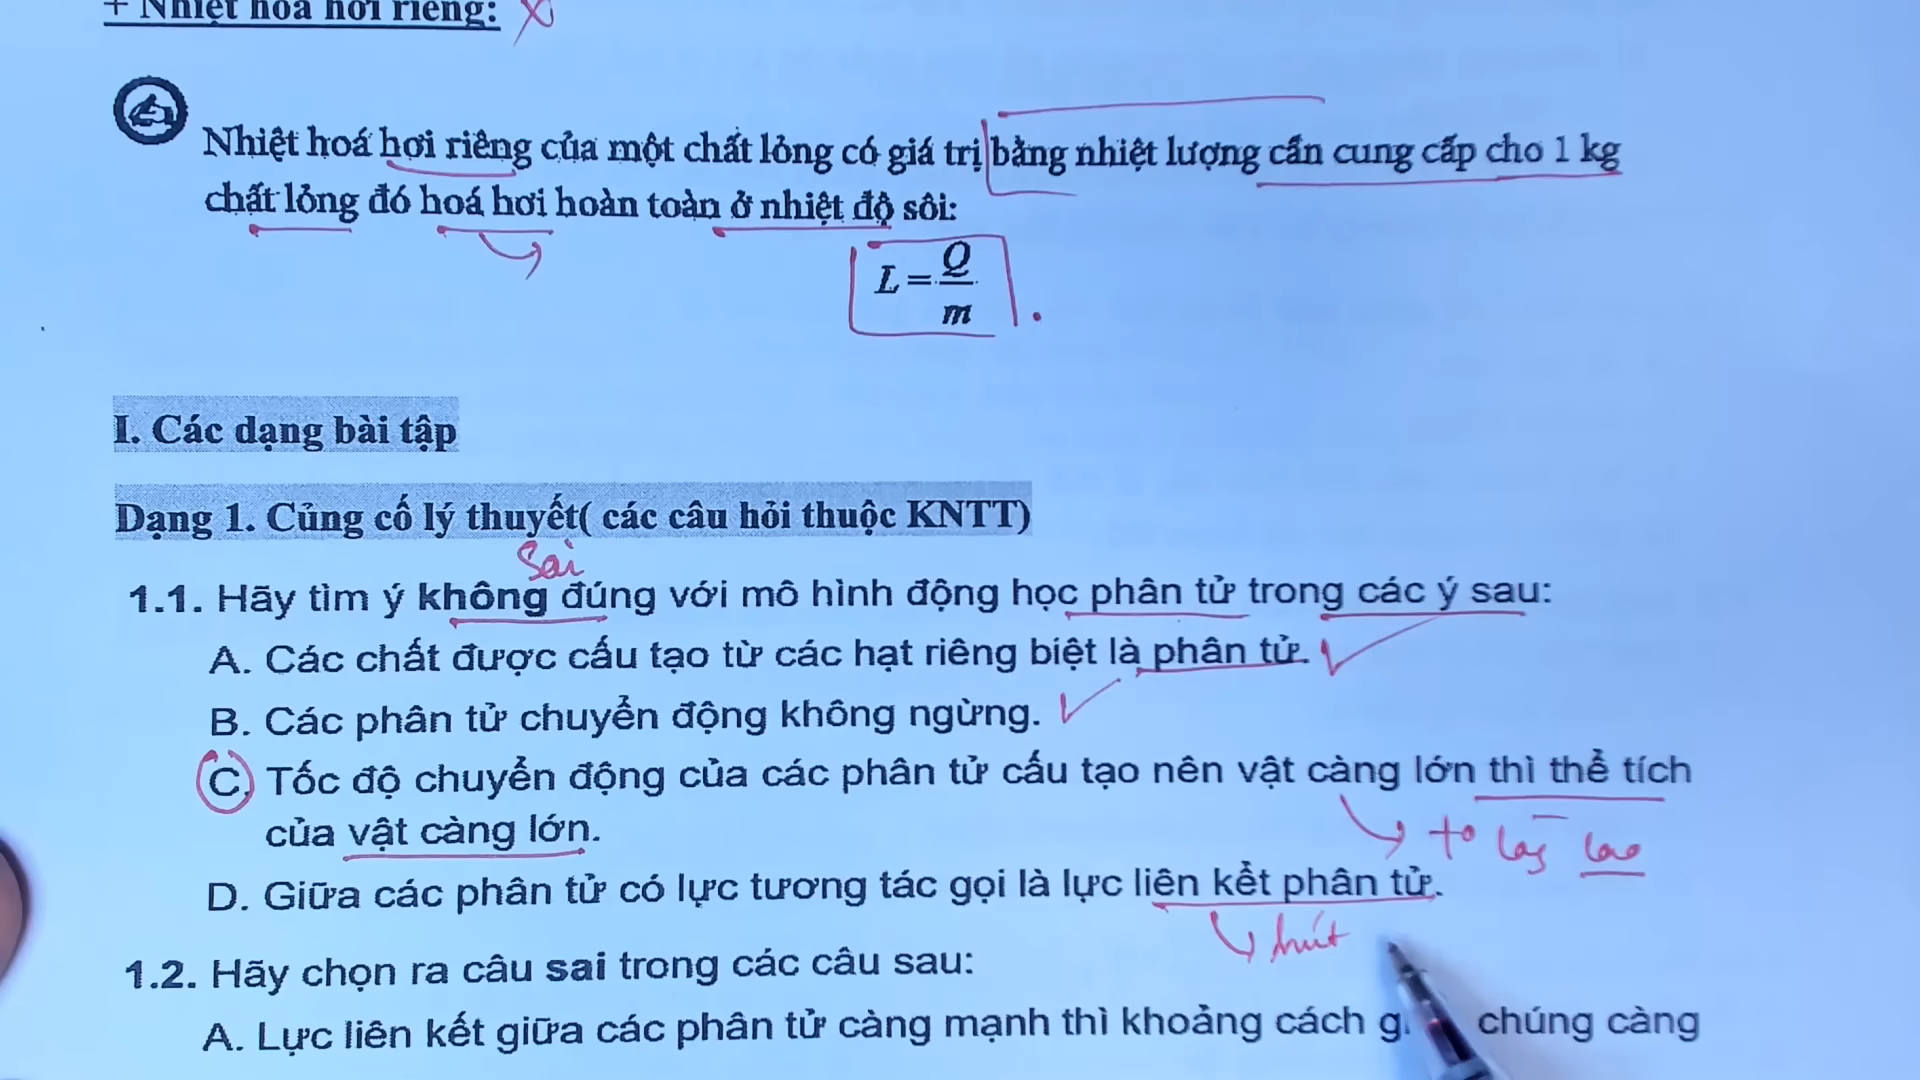 + Nhiệt hoá hơi riêng:
Nhiệt hoá hơi riêng của một chất lỏng có giá trị bằng nhiệt lượng cần cung cấp cho 1 kg
chất lỏng đó hoá hơi hoàn toàn ở nhiệt độ sôi:
L = Q/m
I. Các dạng bài tập
Dạng 1. Củng cố lý thuyết( các câu hỏi thuộc KNTT)
Sai
1.1. Hãy tìm ý không đúng với mô hình động học phân tử trong các ý sau:
A. Các chất được cấu tạo từ các hạt riêng biệt là phân tử.
B. Các phân tử chuyển động không ngừng.
C. Tốc độ chuyển động của các phân tử cấu tạo nên vật càng lớn thì thể tích
của vật càng lớn.
t°
D. Giữa các phân tử có lực tương tác gọi là lực liên kết phân tử.
hút
1.2. Hãy chọn ra câu sai trong các câu sau:
A. Lực liên kết giữa các phân tử càng mạnh thì khoảng cách chúng càng